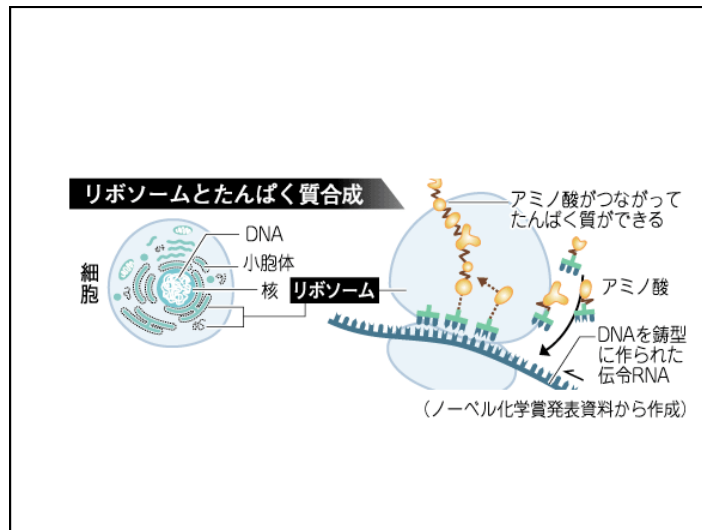 リボソームとたんぱく質合成
細胞
DNA
小胞体
核
リボソーム
アミノ酸がつながって
たんぱく質ができる
アミノ酸
DNAを鋳型
に作られた
伝令RNA
(ノーベル化学賞発表資料から作成)